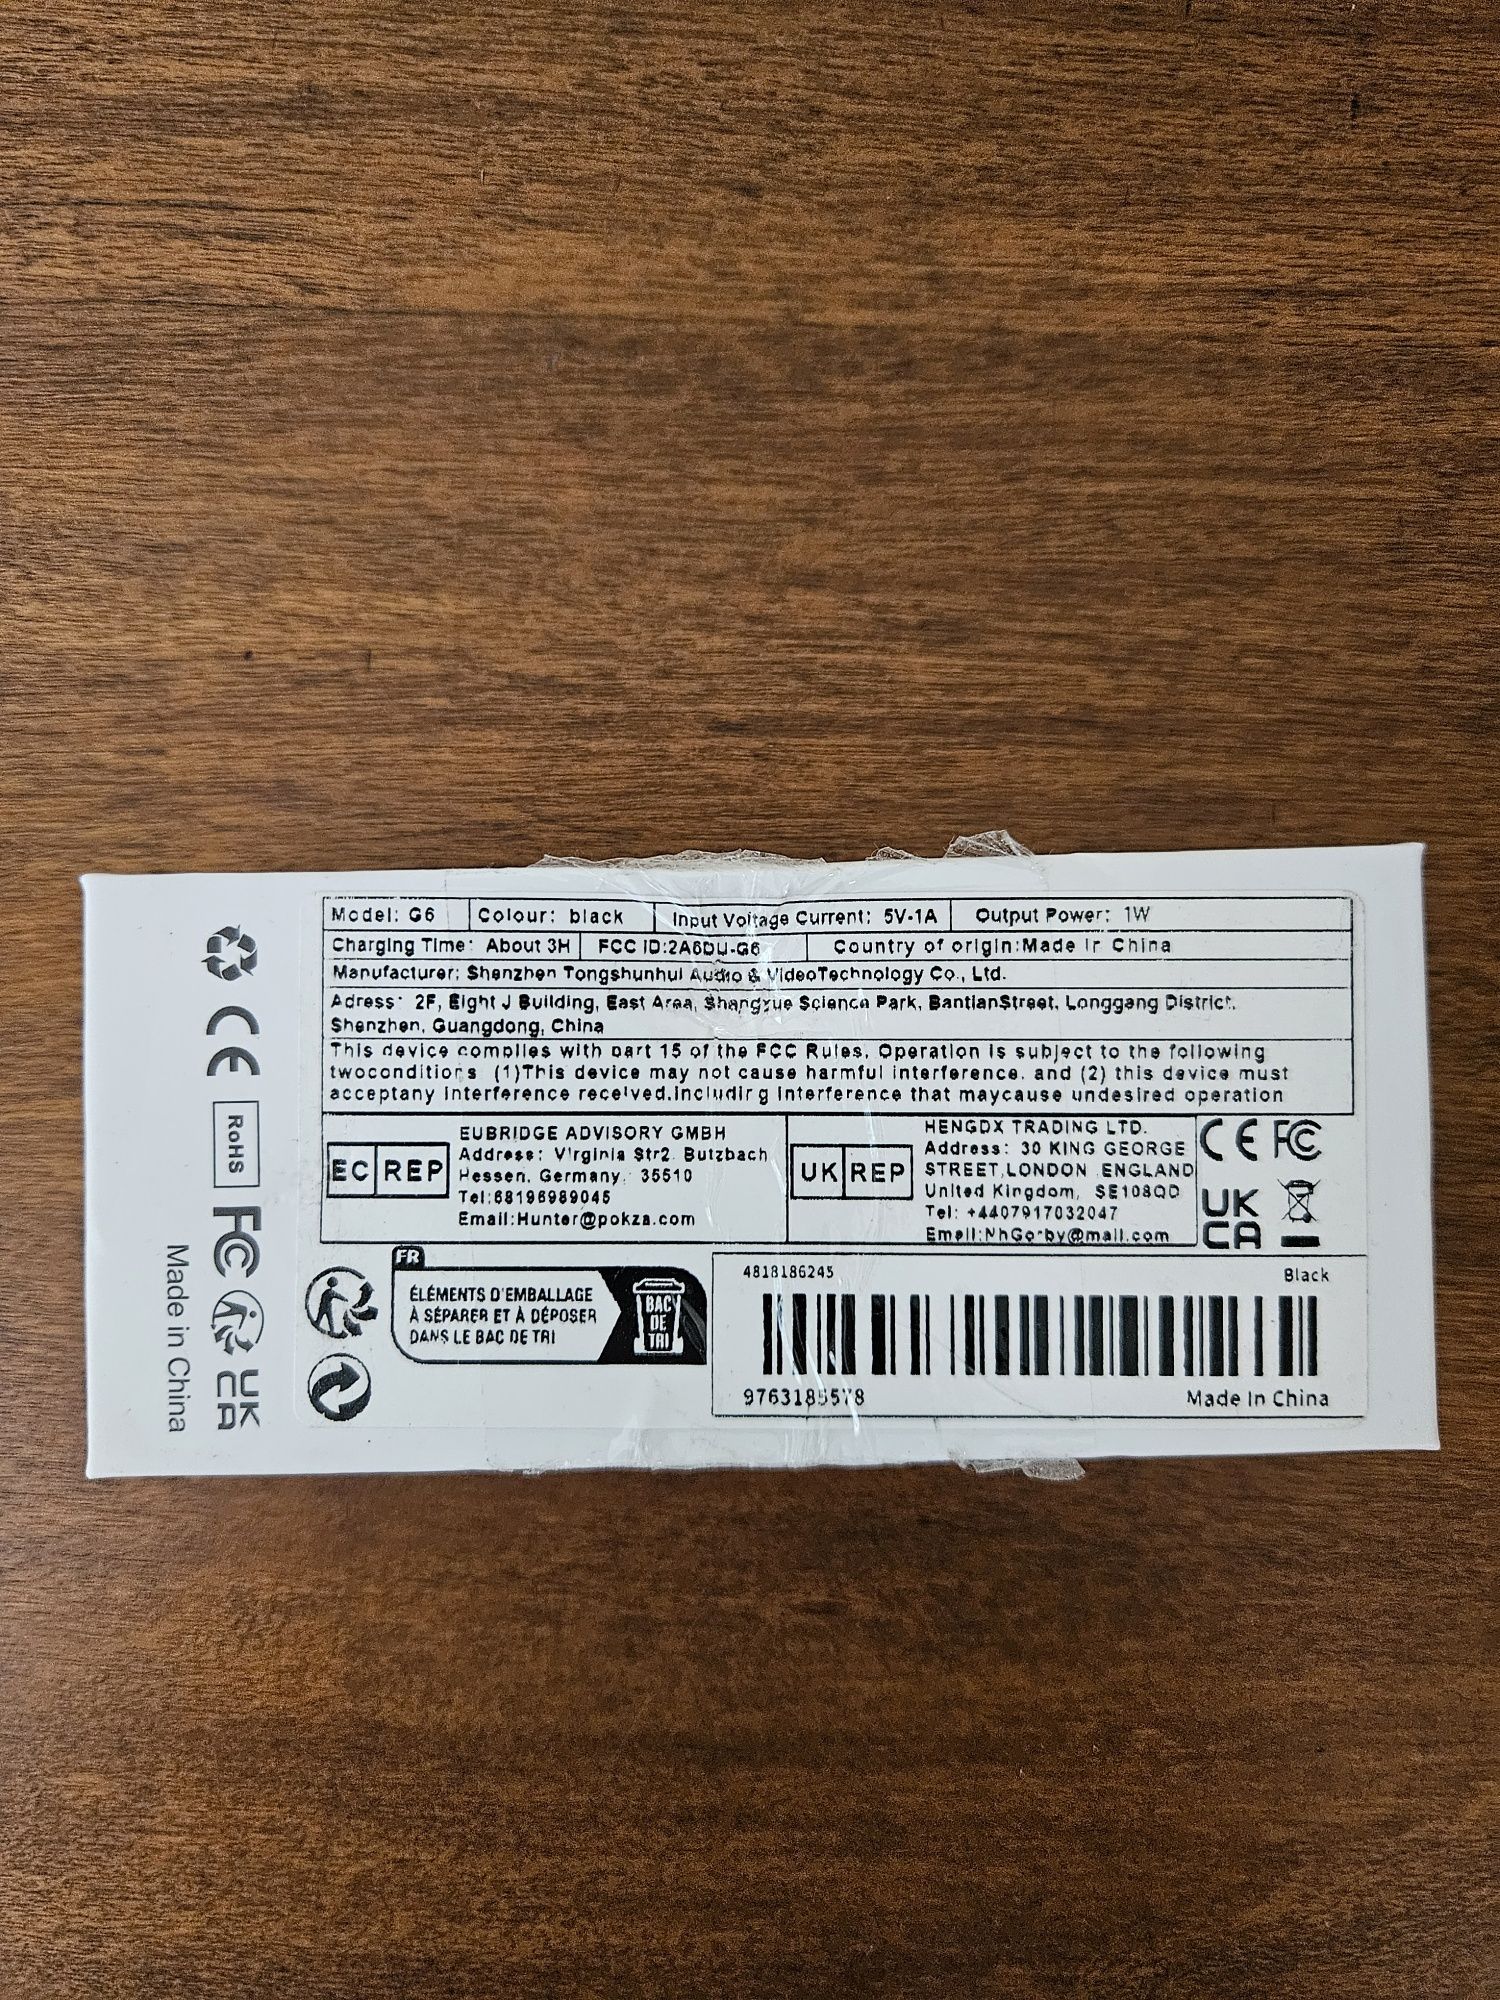 Model: G6 Colour: black Input Voltage Current: 5V-1A Output Power: 1W
Charging Time: About 3H FCC ID:2A6DU-G6 Country of origin:Made In China
Manufacturer: Shenzhen Tongshunhui Audio & VideoTechnology Co., Ltd.
Adress: 2F, Eight J Building, East Area, Shangxue Science Park, BantianStreet, Longgang District,
Shenzhen, Guangdong, China
This device complies with part 15 of the FCC Rules. Operation is subject to the following
twoconditions (1)This device may not cause harmful interference, and (2) this device must
acceptany interference received,including interference that maycause undesired operation
EC REP
EUBRIDGE ADVISORY GMBH
Address: Virginia Str2. Butzbach
Hessen, Germany, 35510
Tel:68196989045
Email:Hunter@pokza.com
UK REP
HENGDX TRADING LTD.
Address: 30 KING GEORGE
STREET,LONDON ENGLAND
United Kingdom, SE108QD
Tel: +4407917032047
Email:NhGorby@mail.com
CE FC
UK
CA
FR
ÉLÉMENTS D'EMBALLAGE
À SÉPARER ET À DÉPOSER
DANS LE BAC DE TRI
BAC
DE
TRI
4818186245 Black
9763185578 Made In China
CE
RoHS
FC
UK
CA
Made in China